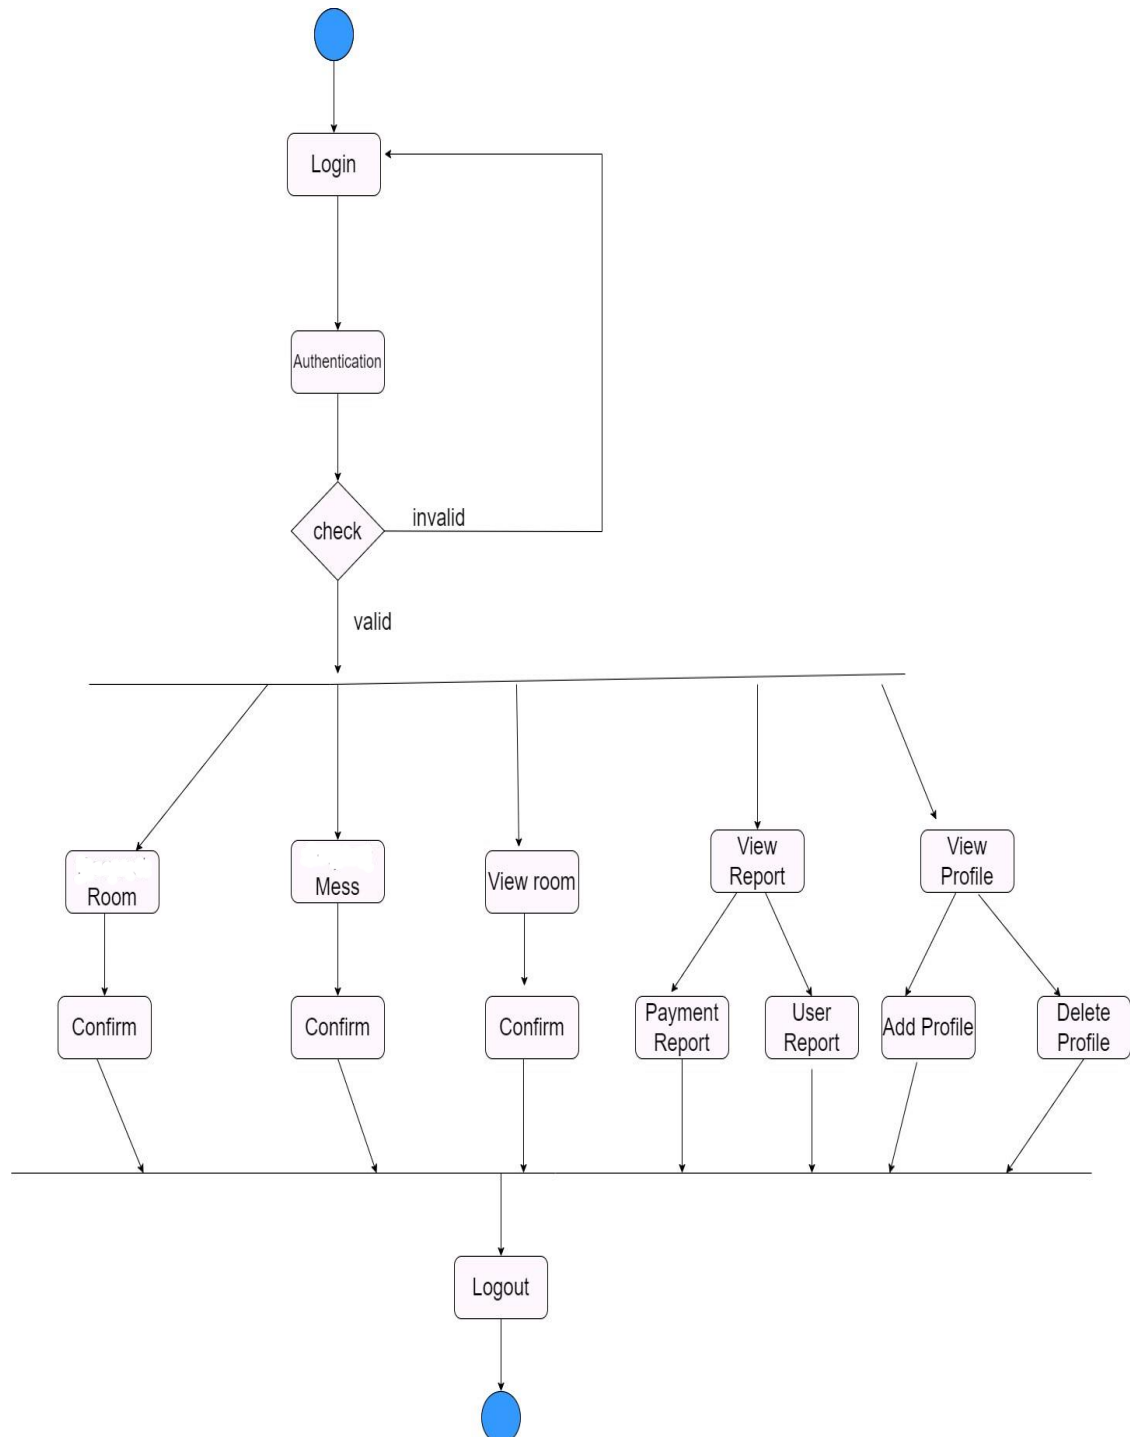 Login
Authentication
check
invalid
valid
Room
Mess
View room
View
Report
View
Profile
Confirm
Confirm
Confirm
Payment
Report
User
Report
Add Profile
Delete
Profile
Logout